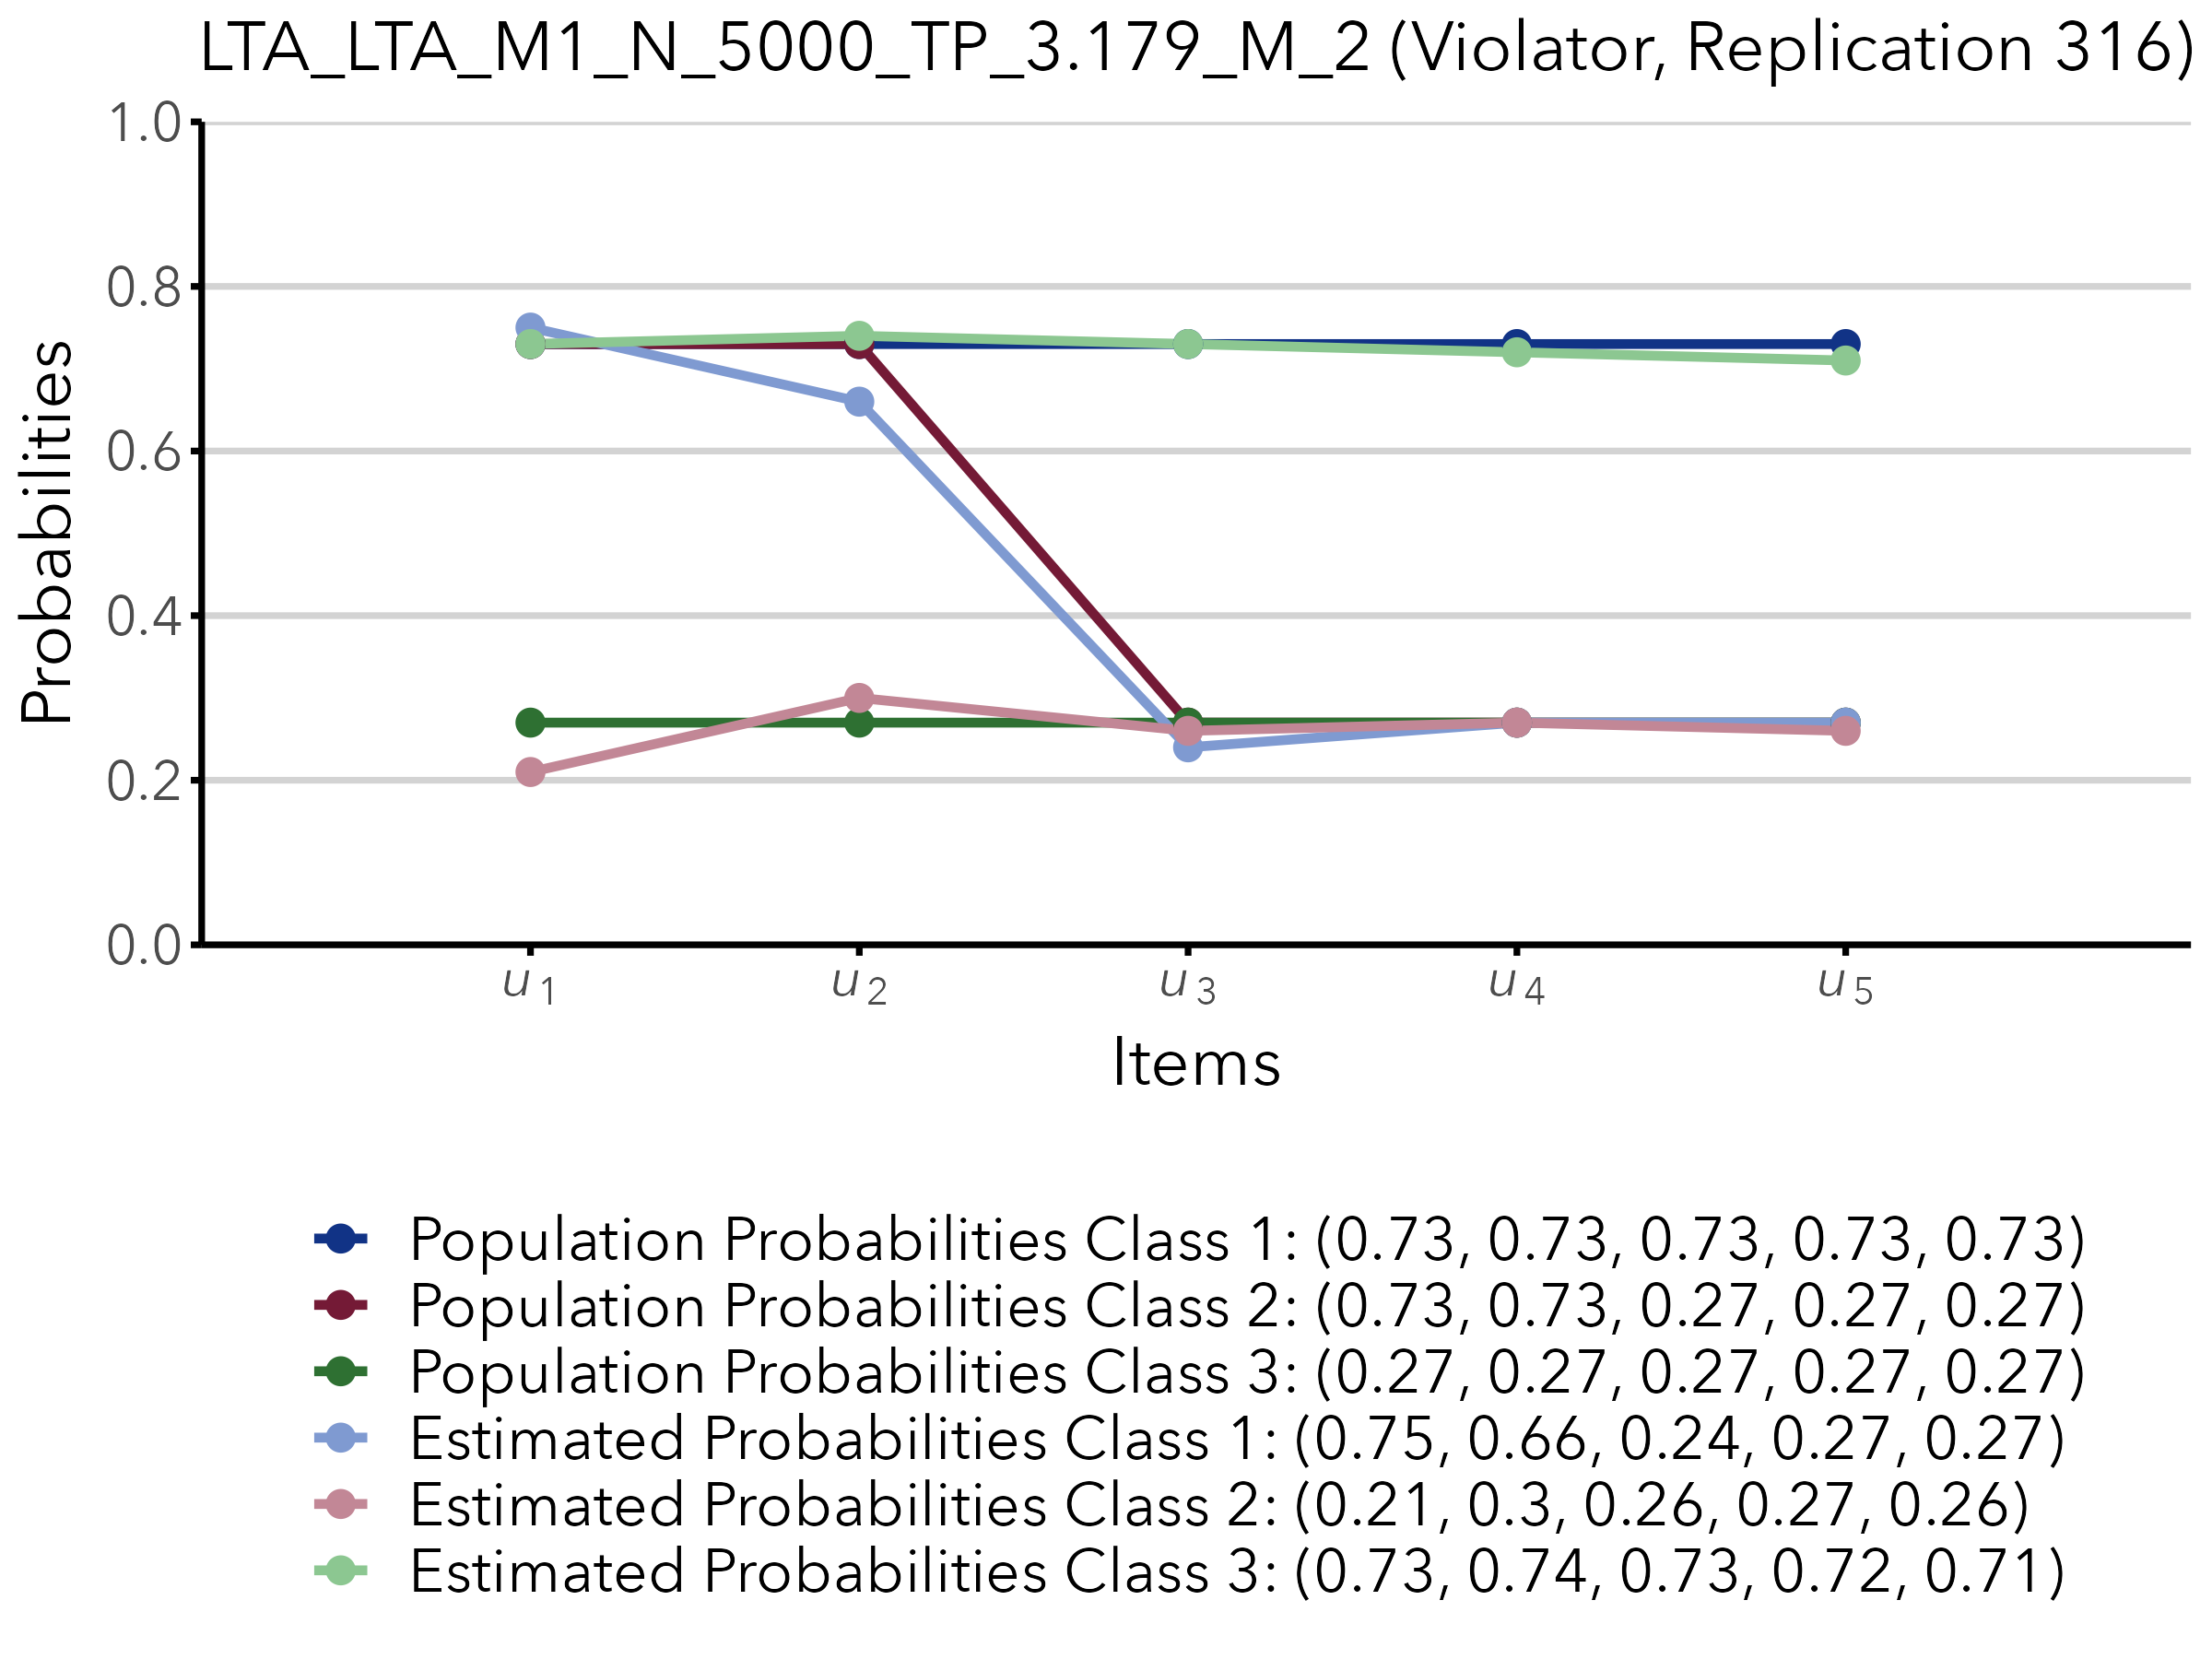 LTA_LTA_M1_N_5000_TP_3.179_M_2 (Violator, Replication 316)
1.0
0.8
0.6
0.4
0.2
0.0
Probabilities
u1 u2 u3 u4 u5
Items
Population Probabilities Class 1: (0.73, 0.73, 0.73, 0.73, 0.73)
Population Probabilities Class 2: (0.73, 0.73, 0.27, 0.27, 0.27)
Population Probabilities Class 3: (0.27, 0.27, 0.27, 0.27, 0.27)
Estimated Probabilities Class 1: (0.75, 0.66, 0.24, 0.27, 0.27)
Estimated Probabilities Class 2: (0.21, 0.3, 0.26, 0.27, 0.26)
Estimated Probabilities Class 3: (0.73, 0.74, 0.73, 0.72, 0.71)